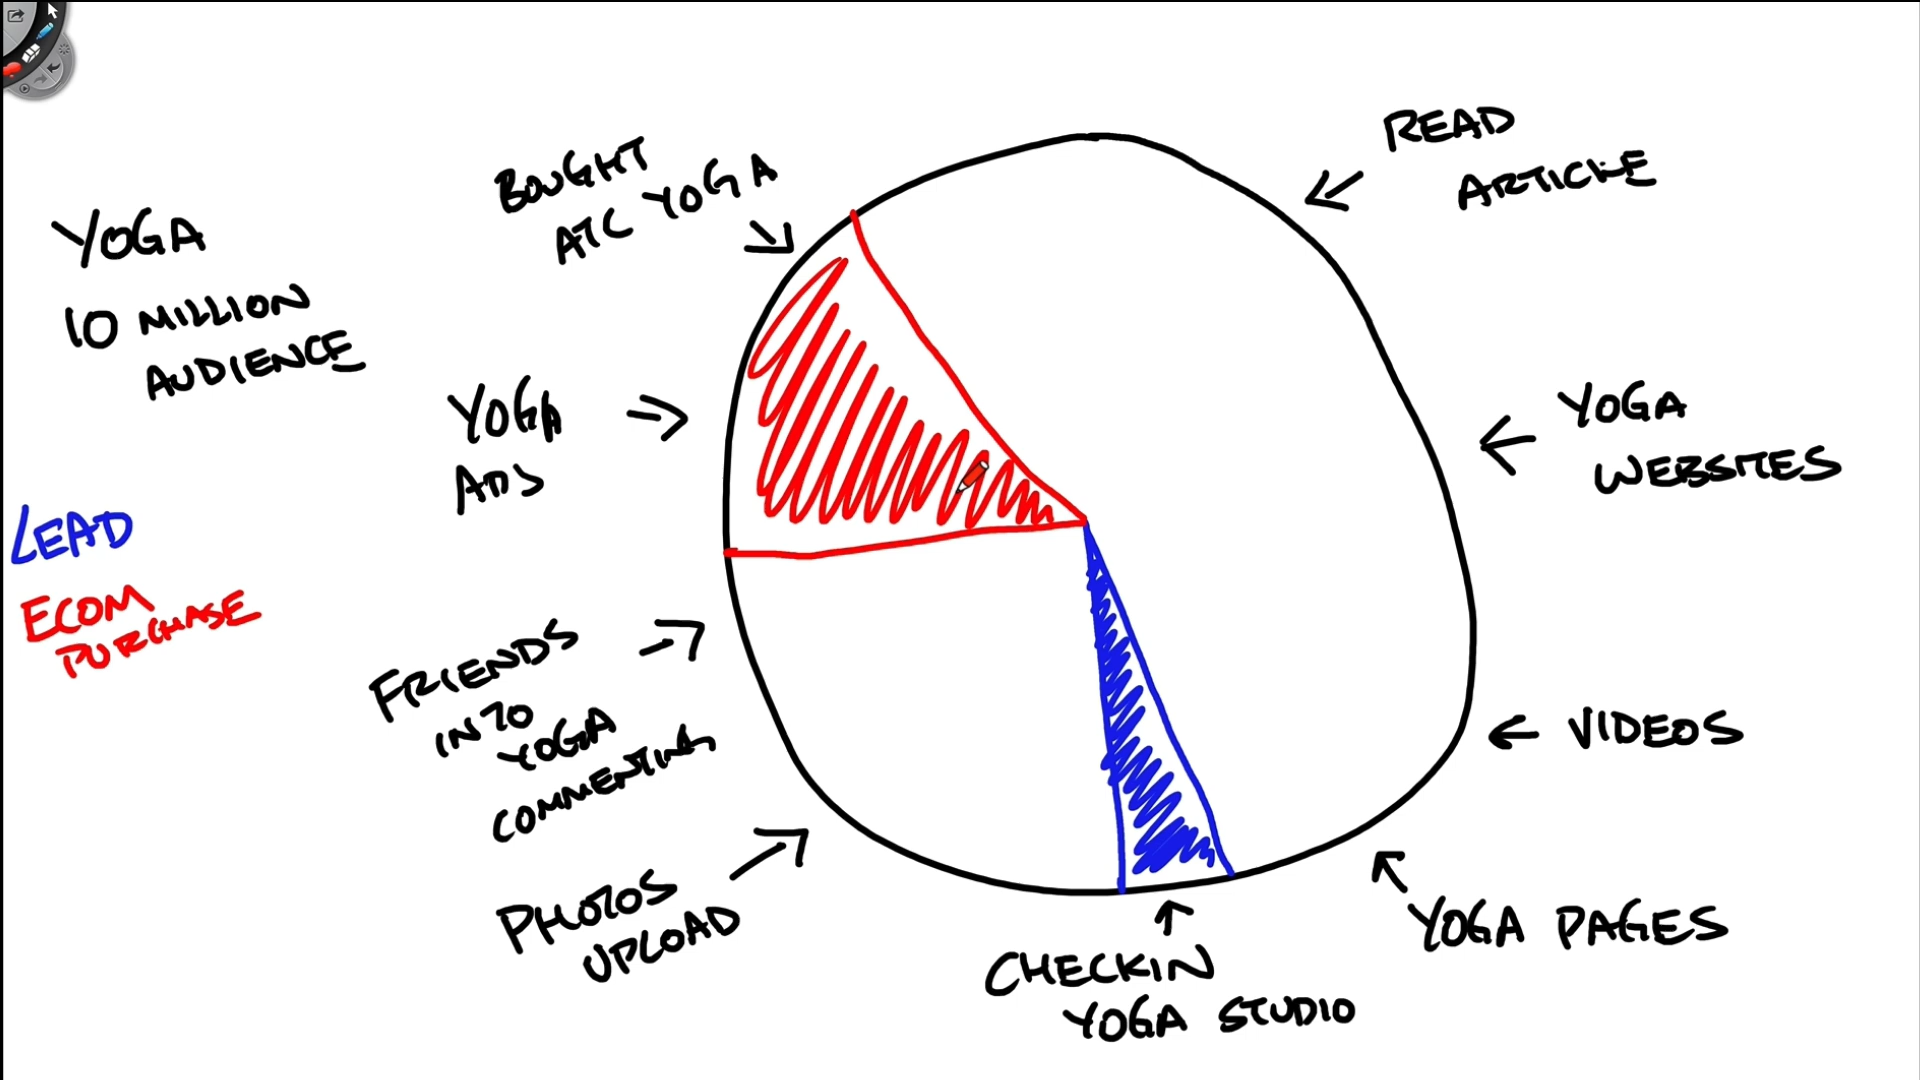 YOGA
10 MILLION
AUDIENCE
LEAD
ECOM
PURCHASE
BOUGHT
ATC YOGA
YOGA
ADS
FRIENDS
INTO
YOGA
COMMENTING
PHOTOS
UPLOAD
CHECKIN
YOGA STUDIO
YOGA PAGES
VIDEOS
YOGA
WEBSITES
READ
ARTICLE